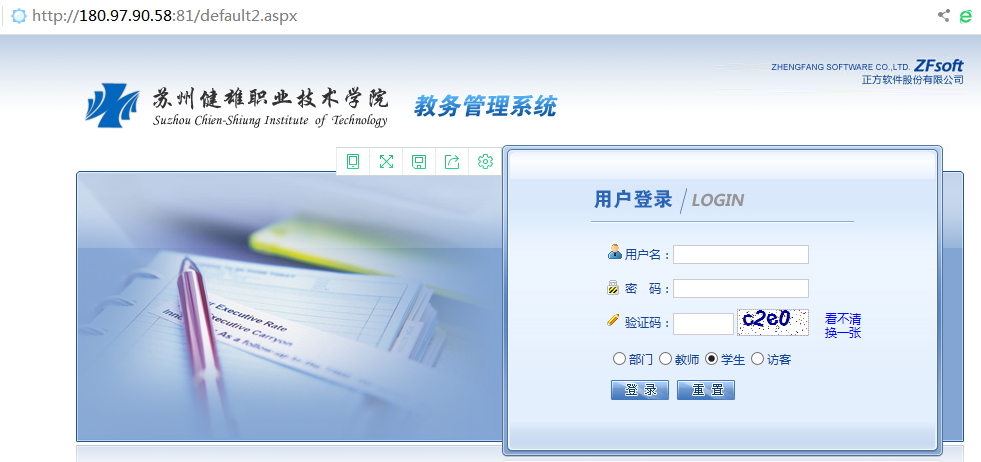 http://180.97.90.58:81/default2.aspx
ZHENGFANG SOFTWARE CO.,LTD. ZFsoft
正方软件股份有限公司
苏州健雄职业技术学院 教务管理系统
Suzhou Chien-Shiung Institute of Technology
用户登录 / LOGIN
用户名：
密 码：
验证码： c2e0 看不清
换一张
部门 教师 学生 访客
登 录 重 置
Executive Rate
Executive Carryon
As a follow-up to the